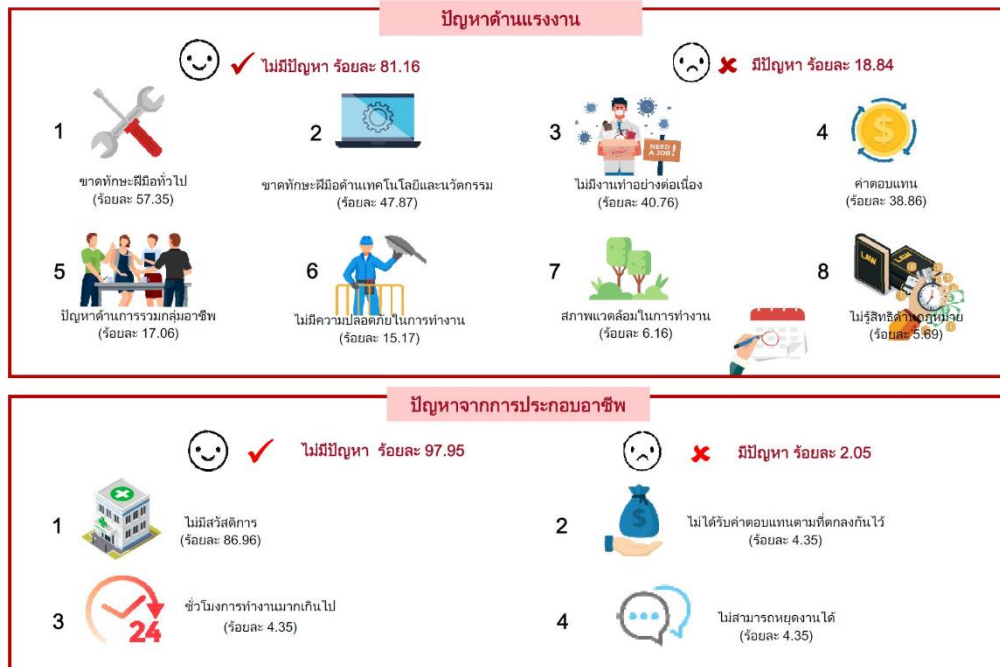 ปัญหาด้านแรงงาน
ไม่มีปัญหา ร้อยละ 81.16
มีปัญหา ร้อยละ 18.84
1
ขาดทักษะฝีมือทั่วไป
(ร้อยละ 57.35)
2
ขาดทักษะฝีมือด้านเทคโนโลยีและนวัตกรรม
(ร้อยละ 47.87)
3
NEED
A JOB!
ไม่มีงานทำอย่างต่อเนื่อง
(ร้อยละ 40.76)
4
$
ค่าตอบแทน
(ร้อยละ 38.86)
5
ปัญหาด้านการรวมกลุ่มอาชีพ
(ร้อยละ 17.06)
6
ไม่มีความปลอดภัยในการทำงาน
(ร้อยละ 15.17)
7
สภาพแวดล้อมในการทำงาน
(ร้อยละ 6.16)
8
LAW
LAW
ไม่รู้สิทธิด้านกฎหมาย
(ร้อยละ 5.69)
ปัญหาจากการประกอบอาชีพ
ไม่มีปัญหา ร้อยละ 97.95
มีปัญหา ร้อยละ 2.05
1
ไม่มีสวัสดิการ
(ร้อยละ 86.96)
2
$
ไม่ได้รับค่าตอบแทนตามที่ตกลงกันไว้
(ร้อยละ 4.35)
3
24
ชั่วโมงการทำงานมากเกินไป
(ร้อยละ 4.35)
4
ไม่สามารถหยุดงานได้
(ร้อยละ 4.35)